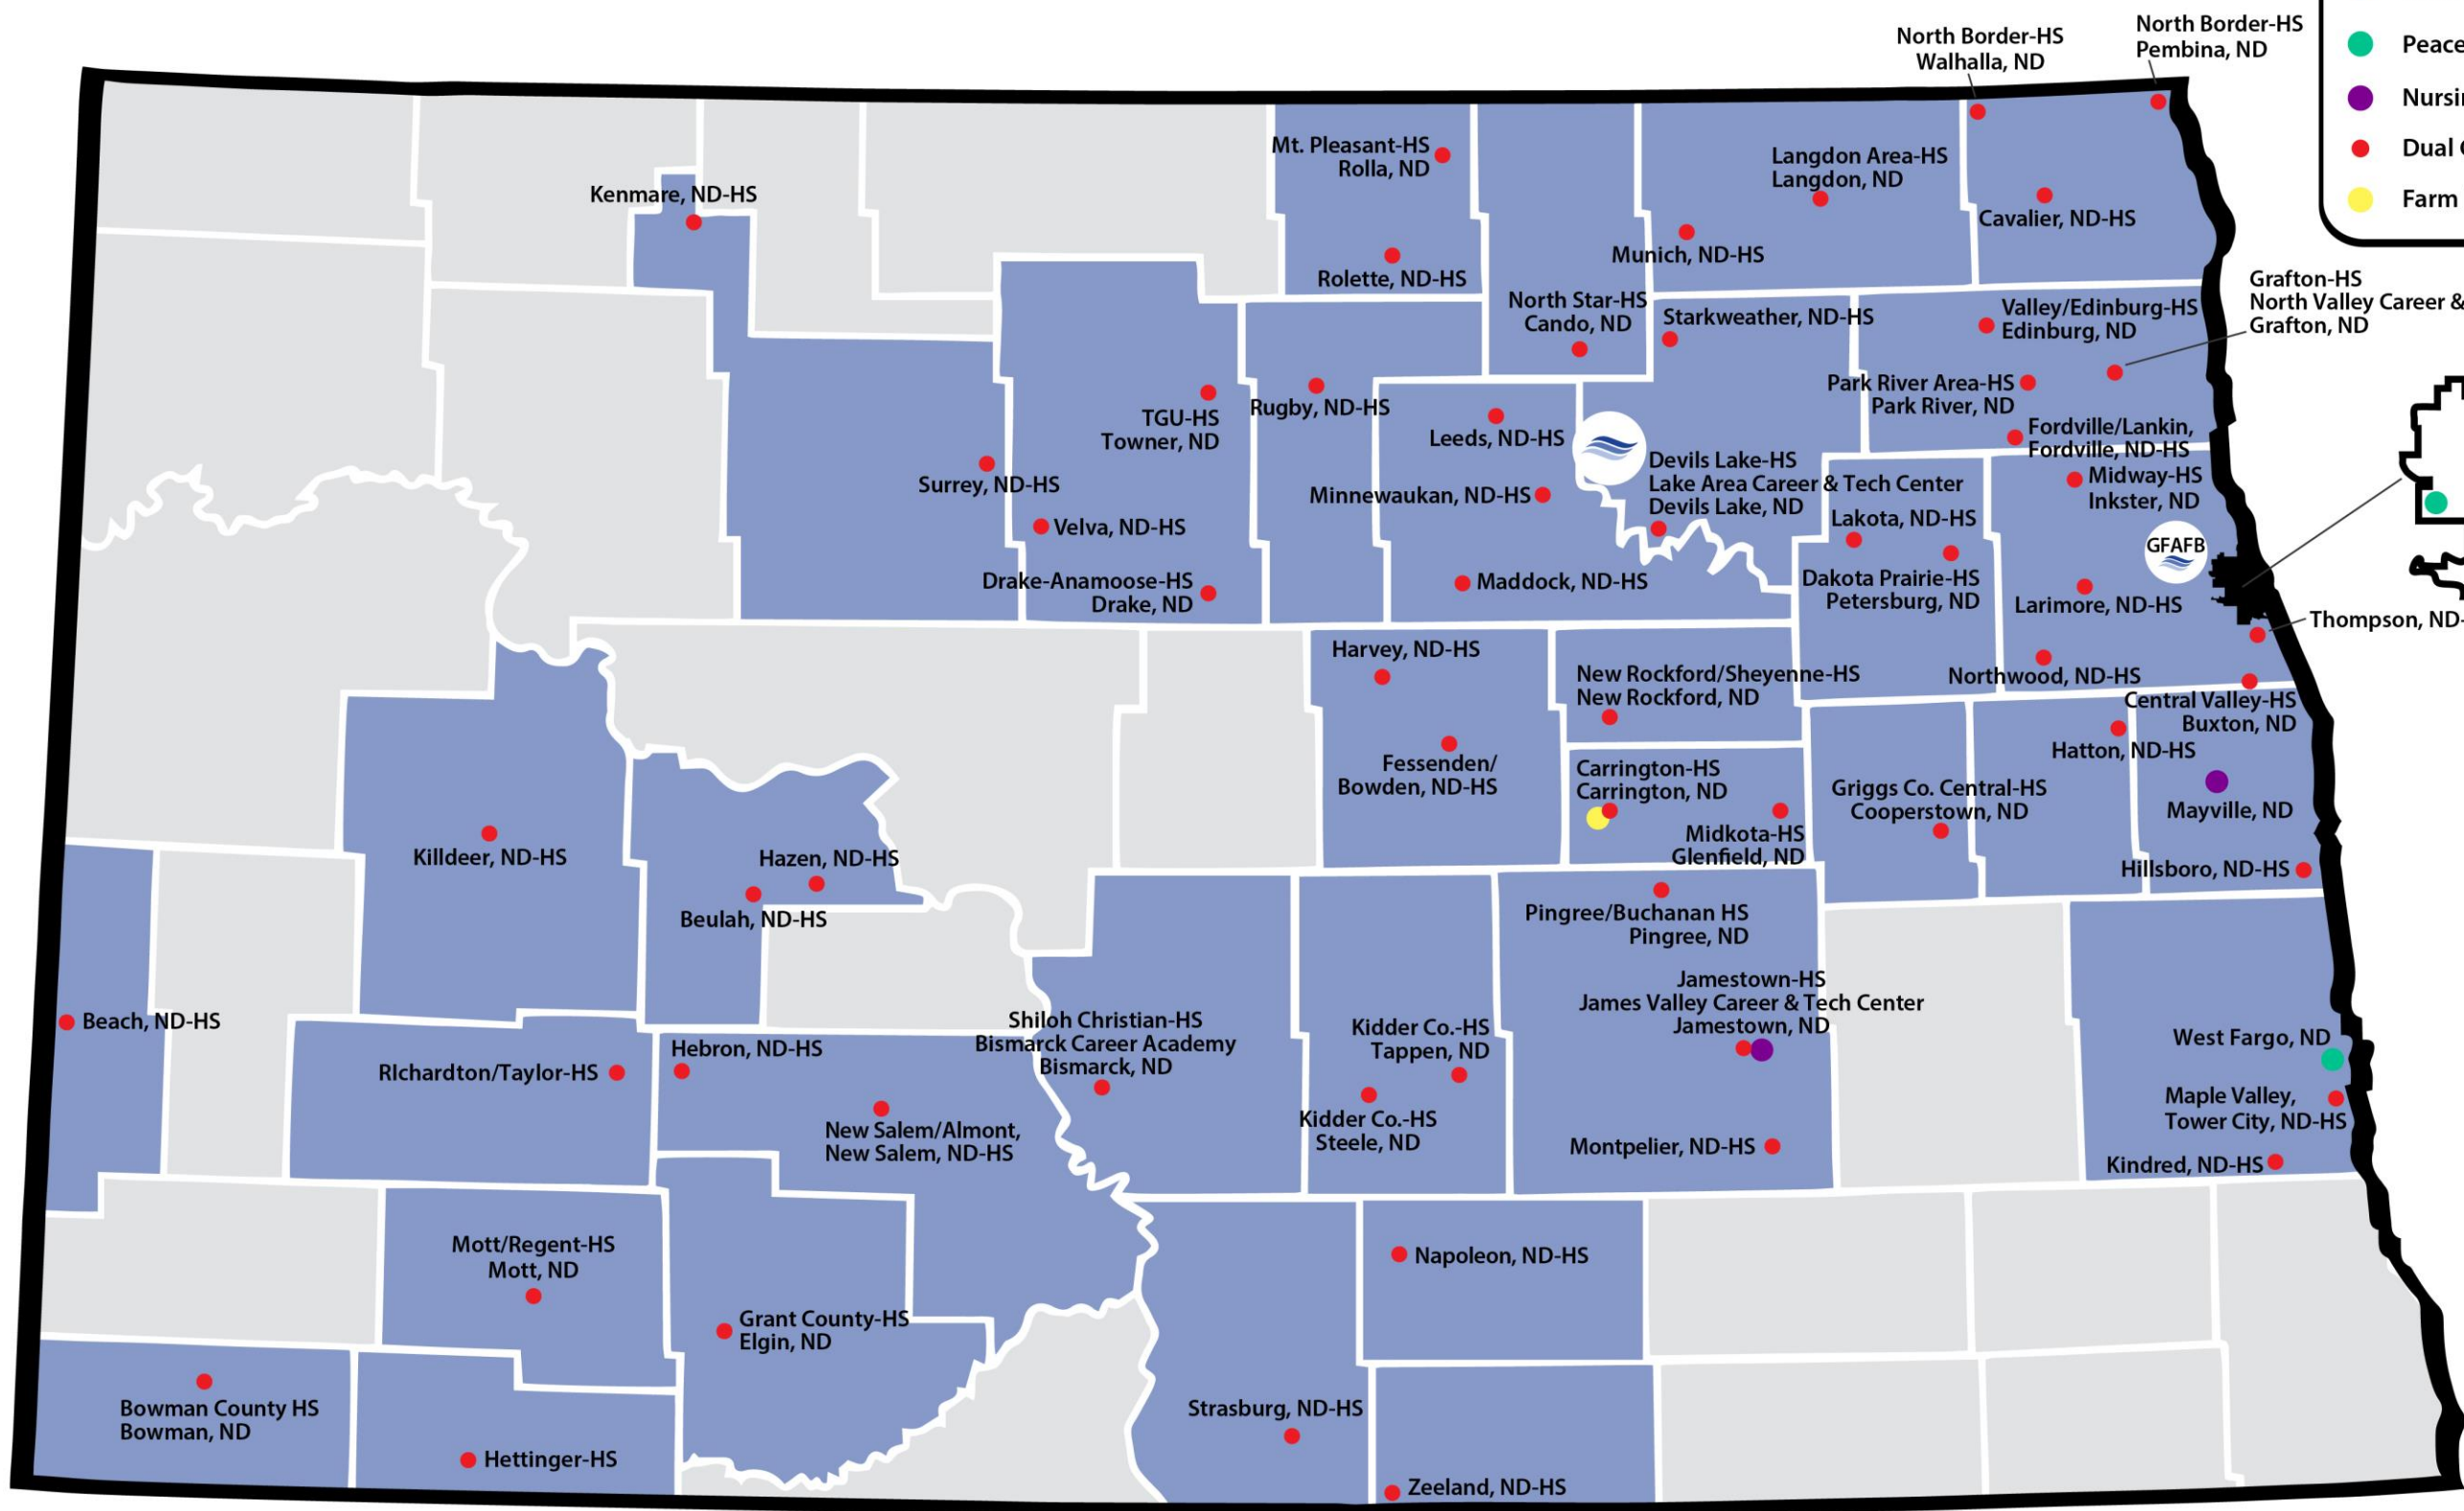 North Border-HS
Walhalla, ND
North Border-HS
Pembina, ND
Dual
Farm
Mt. Pleasant-HS
Rolla, ND
Langdon Area-HS
Langdon, ND
Kenmare, ND-HS
Cavalier, ND-HS
Munich, ND-HS
Rolette, ND-HS
Grafton-HS
North Valley Career &
Grafton, ND
North Star-HS
Cando, ND
Starkweather, ND-HS
Valley/Edinburg-HS
Edinburg, ND
Park River Area-HS
Park River, ND
TGU-HS
Towner, ND
Rugby, ND-HS
Leeds, ND-HS
Fordville/Lankin,
Fordville, ND-HS
Devils Lake-HS
Lake Area Career & Tech Center
Devils Lake, ND
Midway-HS
Inkster, ND
Surrey, ND-HS
Minnewaukan, ND-HS
Velva, ND-HS
Lakota, ND-HS
GFAFB
Drake-Anamoose-HS
Drake, ND
Maddock, ND-HS
Dakota Prairie-HS
Petersburg, ND
Larimore, ND-HS
Thompson, ND-
Harvey, ND-HS
New Rockford/Sheyenne-HS
New Rockford, ND
Northwood, ND-HS
Central Valley-HS
Buxton, ND
Hatton, ND-HS
Fessenden/
Bowden, ND-HS
Carrington-HS
Carrington, ND
Griggs Co. Central-HS
Cooperstown, ND
Mayville, ND
Midkota-HS
Glenfield, ND
Killdeer, ND-HS
Hazen, ND-HS
Beulah, ND-HS
Hillsboro, ND-HS
Pingree/Buchanan HS
Pingree, ND
Jamestown-HS
James Valley Career & Tech Center
Jamestown, ND
Beach, ND-HS
Shiloh Christian-HS
Bismarck Career Academy
Bismarck, ND
Kidder Co.-HS
Tappen, ND
West Fargo, ND
RIchardton/Taylor-HS
Hebron, ND-HS
New Salem/Almont,
New Salem, ND-HS
Kidder Co.-HS
Steele, ND
Maple Valley,
Tower City, ND-HS
Montpelier, ND-HS
Kindred, ND-HS
Mott/Regent-HS
Mott, ND
Napoleon, ND-HS
Grant County-HS
Elgin, ND
Bowman County HS
Bowman, ND
Strasburg, ND-HS
Hettinger-HS
Zeeland, ND-HS